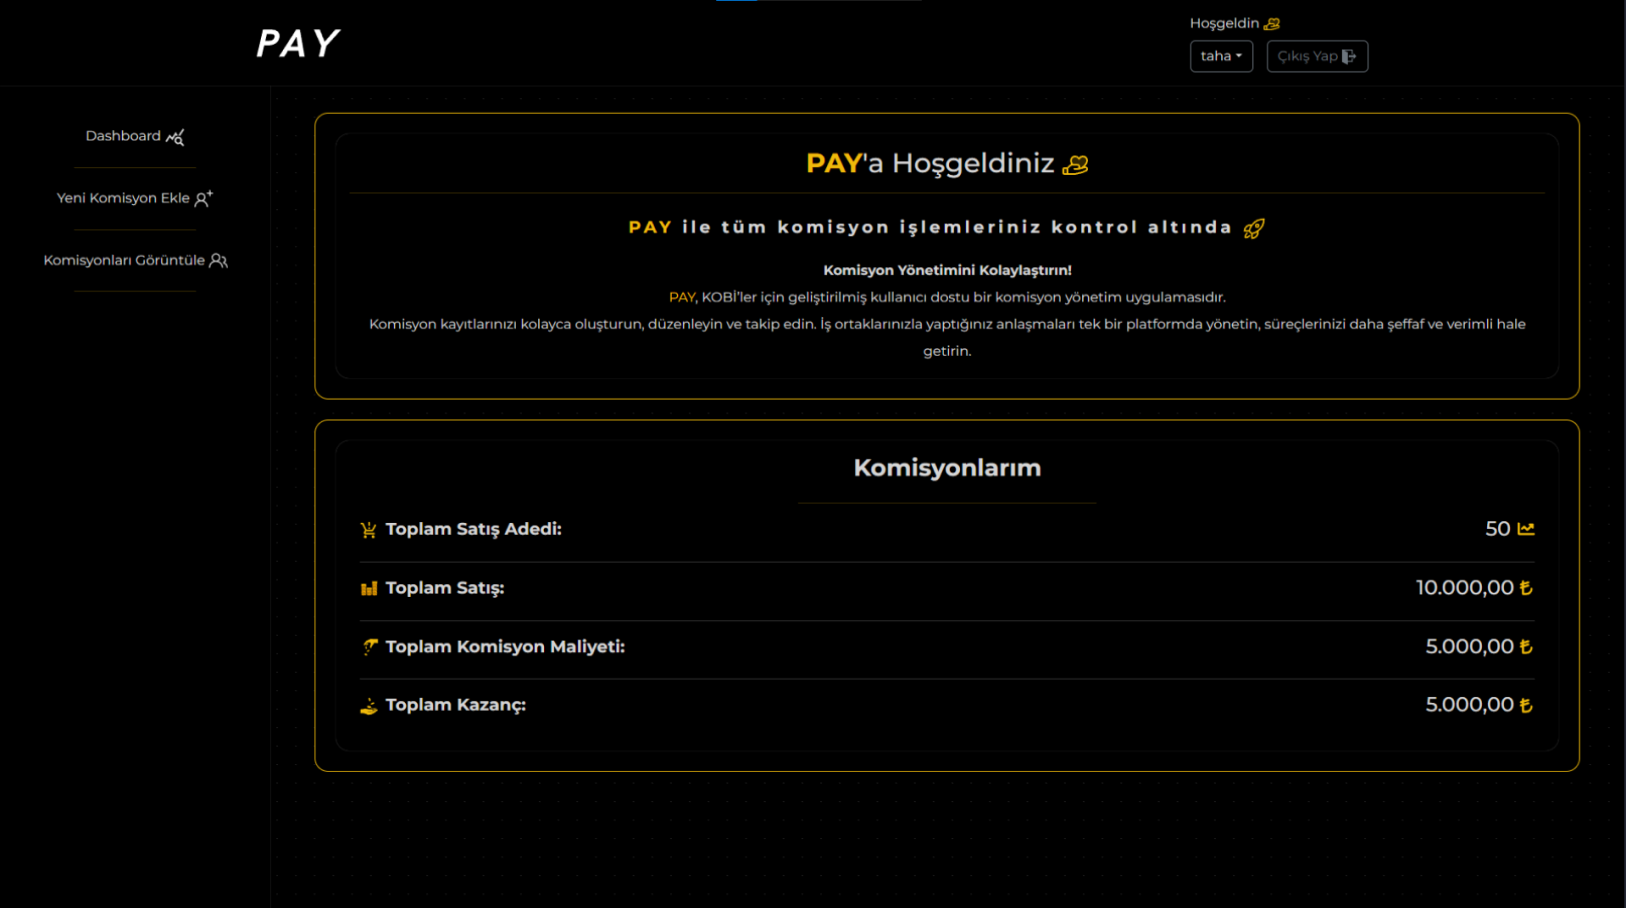 PAY
Hoşgeldin
taha
Çıkış Yap
Dashboard
Yeni Komisyon Ekle
Komisyonları Görüntüle
PAY'a Hoşgeldiniz
PAY ile tüm komisyon işlemleriniz kontrol altında
Komisyon Yönetimini Kolaylaştırın!
PAY, KOBİ'ler için geliştirilmiş kullanıcı dostu bir komisyon yönetim uygulamasıdır.
Komisyon kayıtlarınızı kolayca oluşturun, düzenleyin ve takip edin. İş ortaklarınızla yaptığınız anlaşmaları tek bir platformda yönetin, süreçlerinizi daha şeffaf ve verimli hale
getirin.
Komisyonlarım
Toplam Satış Adedi: 50
Toplam Satış: 10.000,00 ₺
Toplam Komisyon Maliyeti: 5.000,00 ₺
Toplam Kazanç: 5.000,00 ₺